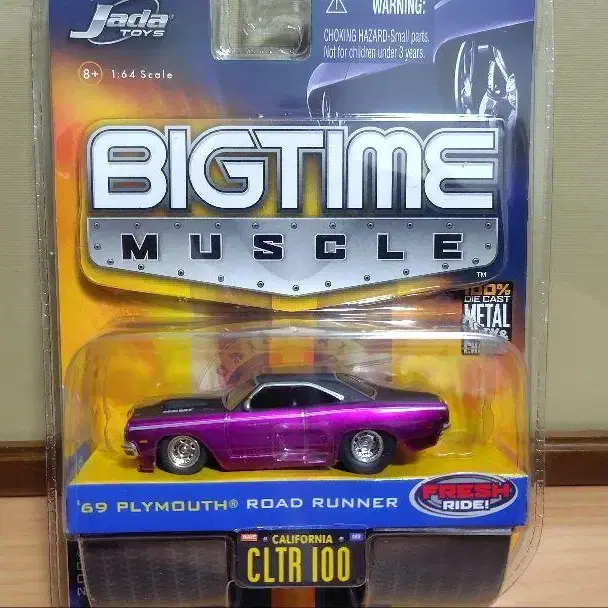 Jada
TOYS
8+ 1:64 Scale
WARNING:
CHOKING HAZARD-Small parts.
Not for children under 3 years.
BIGTIME
MUSCLE
TM
100%
DIE CAST
METAL
'69 PLYMOUTH® ROAD RUNNER
FRESH
RIDE!
CALIFORNIA
CLTR 100